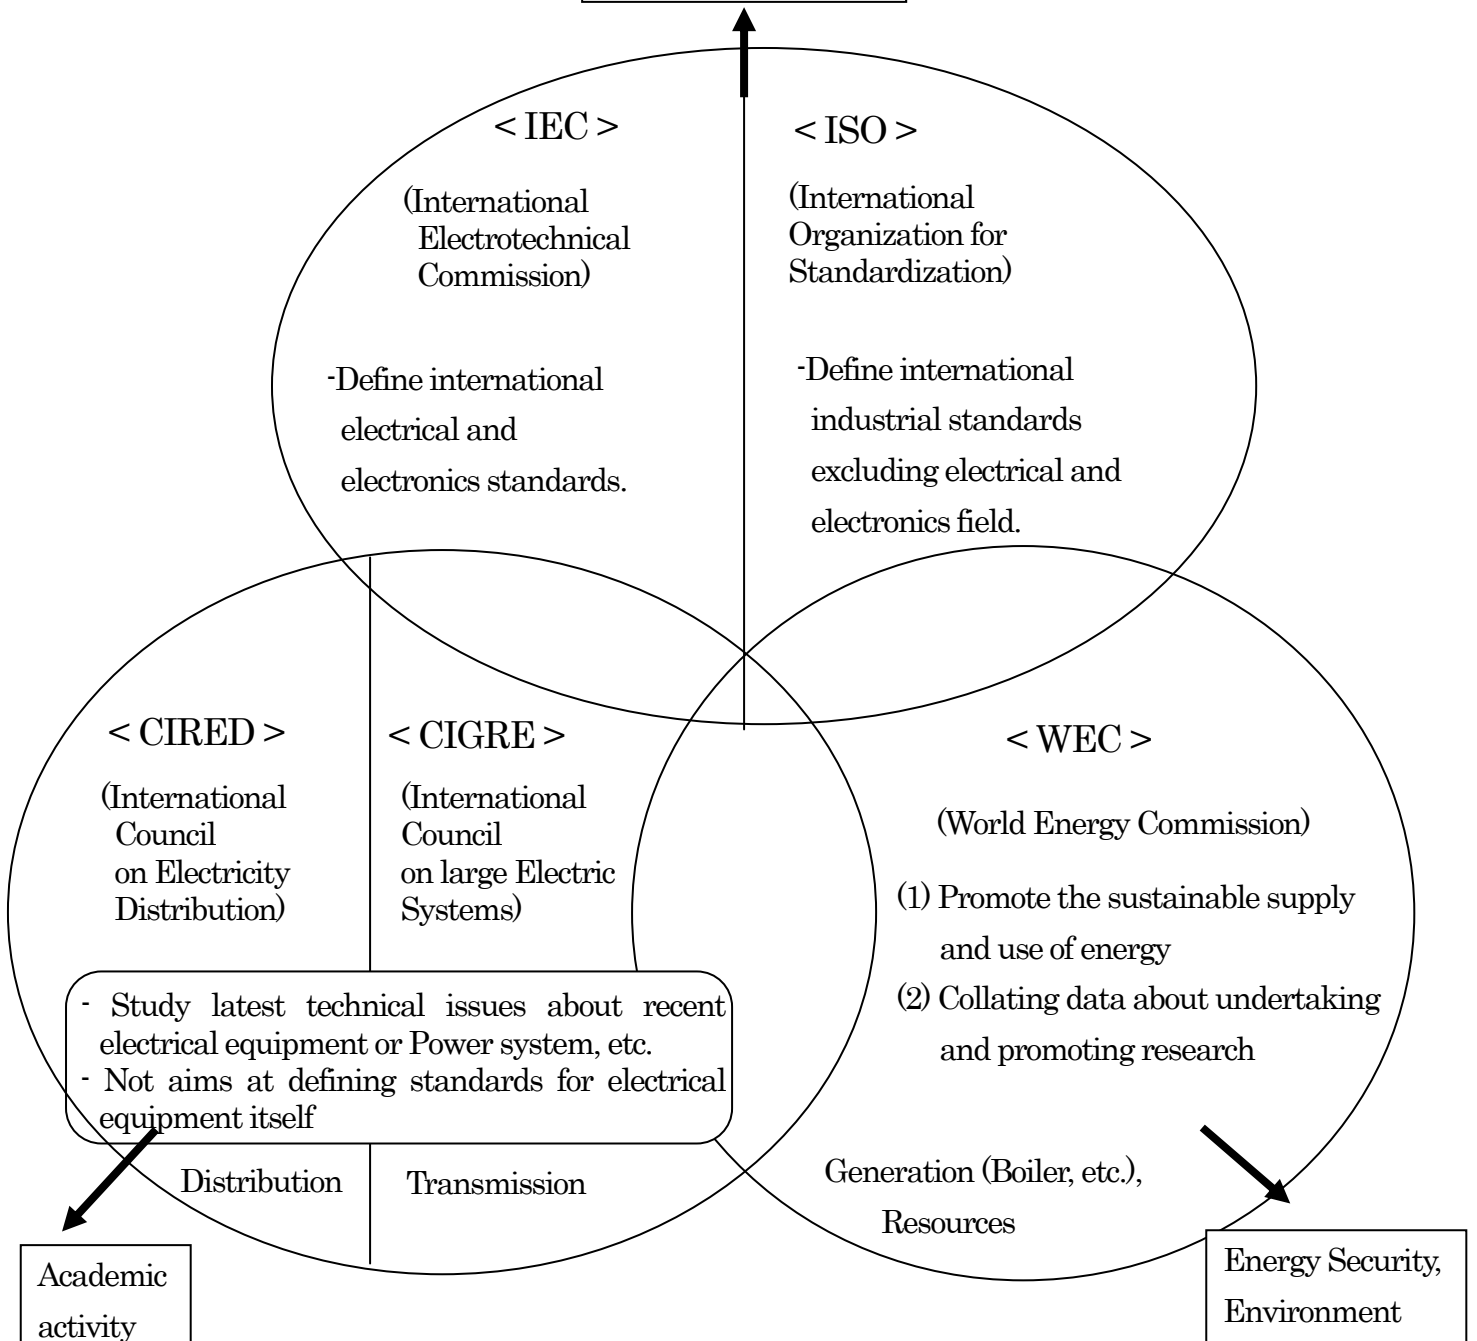 < IEC >
(International
Electrotechnical
Commission)
-Define international
electrical and
electronics standards.
< ISO >
(International
Organization for
Standardization)
-Define international
industrial standards
excluding electrical and
electronics field.
< CIRED >
(International
Council
on Electricity
Distribution)
< CIGRE >
(International
Council
on large Electric
Systems)
- Study latest technical issues about recent
electrical equipment or Power system, etc.
- Not aims at defining standards for electrical
equipment itself
Distribution
Transmission
< WEC >
(World Energy Commission)
(1) Promote the sustainable supply
and use of energy
(2) Collating data about undertaking
and promoting research
Generation (Boiler, etc.),
Resources
Academic
activity
Energy Security,
Environment